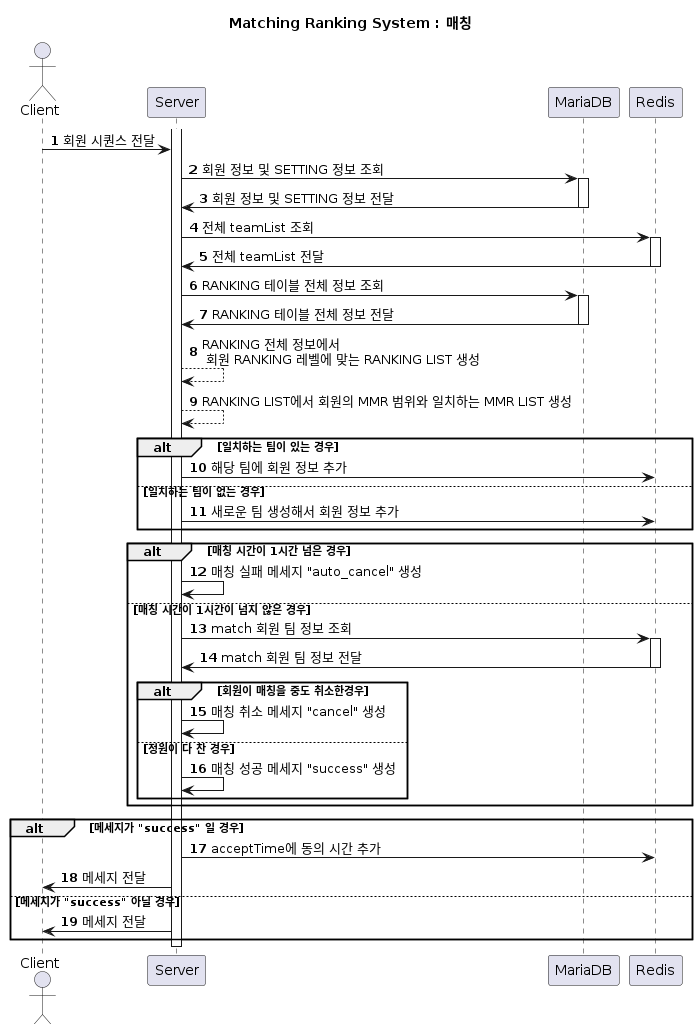 Matching Ranking System : 매칭
Client
Server
MariaDB
Redis
1 회원 시퀀스 전달
2 회원 정보 및 SETTING 정보 조회
3 회원 정보 및 SETTING 정보 전달
4 전체 teamList 조회
5 전체 teamList 전달
6 RANKING 테이블 전체 정보 조회
7 RANKING 테이블 전체 정보 전달
8 RANKING 전체 정보에서
회원 RANKING 레벨에 맞는 RANKING LIST 생성
9 RANKING LIST에서 회원의 MMR 범위와 일치하는 MMR LIST 생성
alt [일치하는 팀이 있는 경우]
10 해당 팀에 회원 정보 추가
[일치하는 팀이 없는 경우]
11 새로운 팀 생성해서 회원 정보 추가
alt [매칭 시간이 1시간 넘은 경우]
12 매칭 실패 메세지 "auto_cancel" 생성
[매칭 시간이 1시간이 넘지 않은 경우]
13 match 회원 팀 정보 조회
14 match 회원 팀 정보 전달
alt [회원이 매칭을 중도 취소한경우]
15 매칭 취소 메세지 "cancel" 생성
[정원이 다 찬 경우]
16 매칭 성공 메세지 "success" 생성
alt [메세지가 "success" 일 경우]
17 acceptTime에 동의 시간 추가
18 메세지 전달
[메세지가 "success" 아닐 경우]
19 메세지 전달
Client
Server
MariaDB
Redis